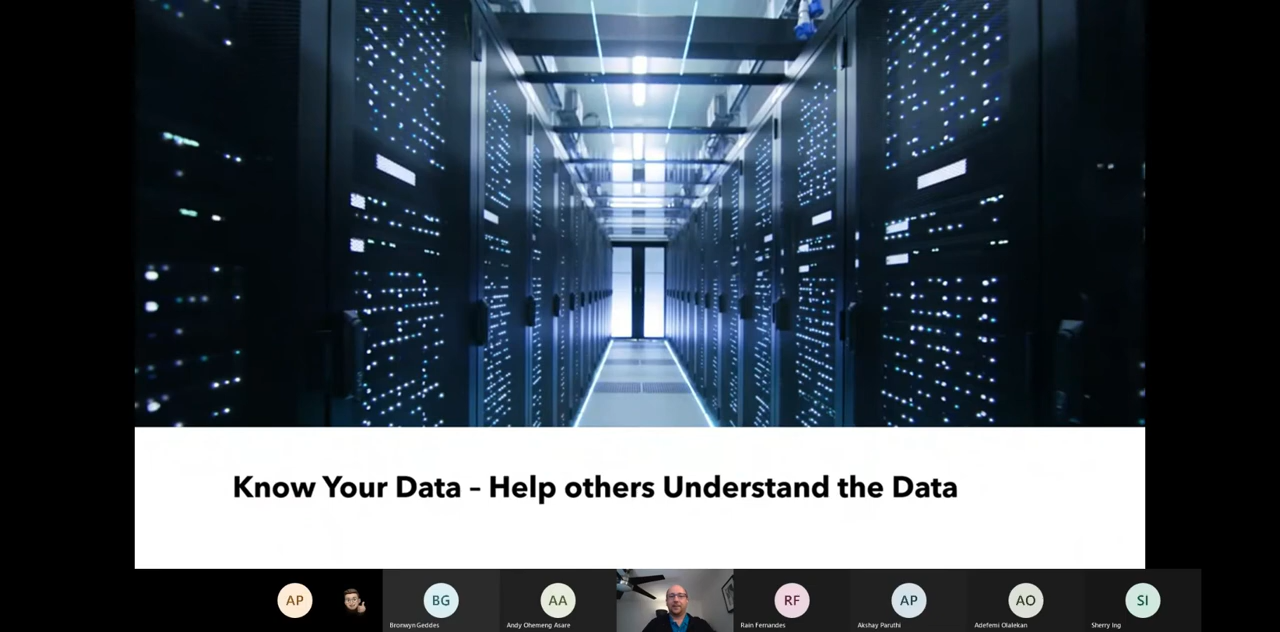 Know Your Data – Help others Understand the Data
AP
BG
AA
RF
AP
AO
SI
Bronwyn Geddes
Andy Ohemeng Asare
Rain Fernandes
Akshay Paruthi
Adefemi Olalekan
Sherry Ing